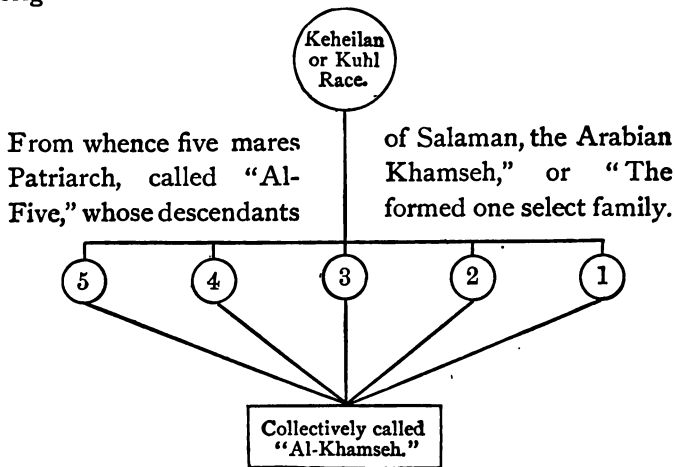 Keheilan
or Kuhl
Race.
From whence five mares of Salaman, the Arabian
Patriarch, called "Al-Khamseh," or "The
Five," whose descendants formed one select family.
5 4 3 2 1
Collectively called
"Al-Khamseh."